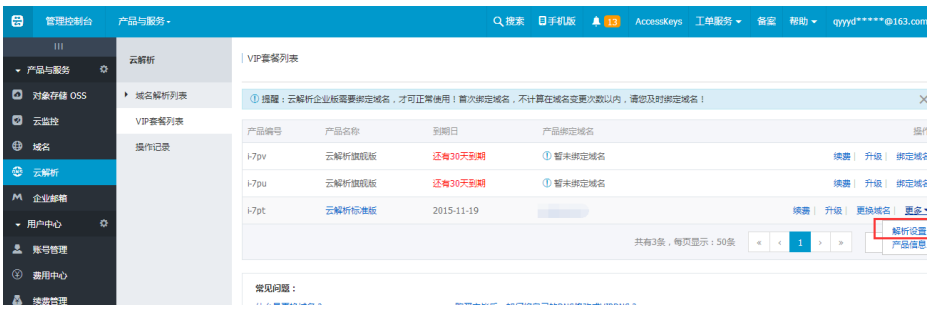 管理控制台 产品与服务 搜索 手机版 13 AccessKeys 工单服务 备案 帮助 qyyyd*****@163.com
产品与服务
对象存储 OSS
云监控
域名
云解析
企业邮箱
用户中心
账号管理
费用中心
续费管理
云解析
域名解析列表
VIP套餐列表
操作记录
VIP套餐列表
提醒：云解析企业版需要绑定域名，才可正常使用！首次绑定域名，不计算在域名变更次数以内，请您及时绑定域名！
产品编号 产品名称 到期日 产品绑定域名
i-7pv 云解析旗舰版 还有30天到期 暂未绑定域名 续费 | 升级 | 绑定域名
i-7pu 云解析旗舰版 还有30天到期 暂未绑定域名 续费 | 升级 | 绑定域名
i-7pt 云解析标准版 2015-11-19 续费 | 升级 | 更换域名 | 更多
解析设置
产品信息
共有3条，每页显示：50条 « ‹ 1 › »
常见问题：